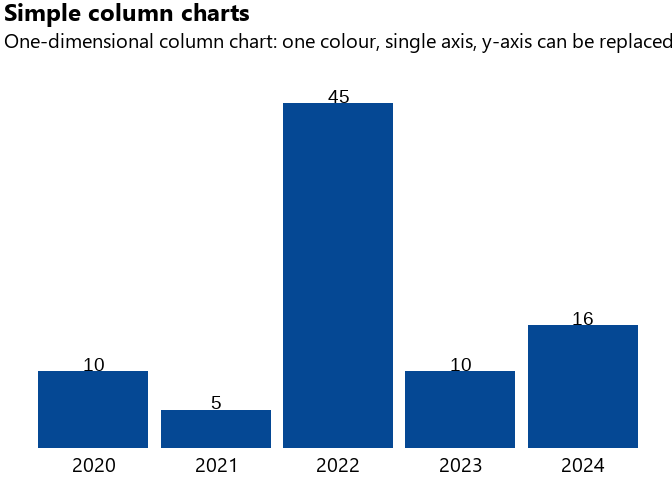 Simple column charts
One-dimensional column chart: one colour, single axis, y-axis can be replaced
45
16
10
10
5
2020 2021 2022 2023 2024